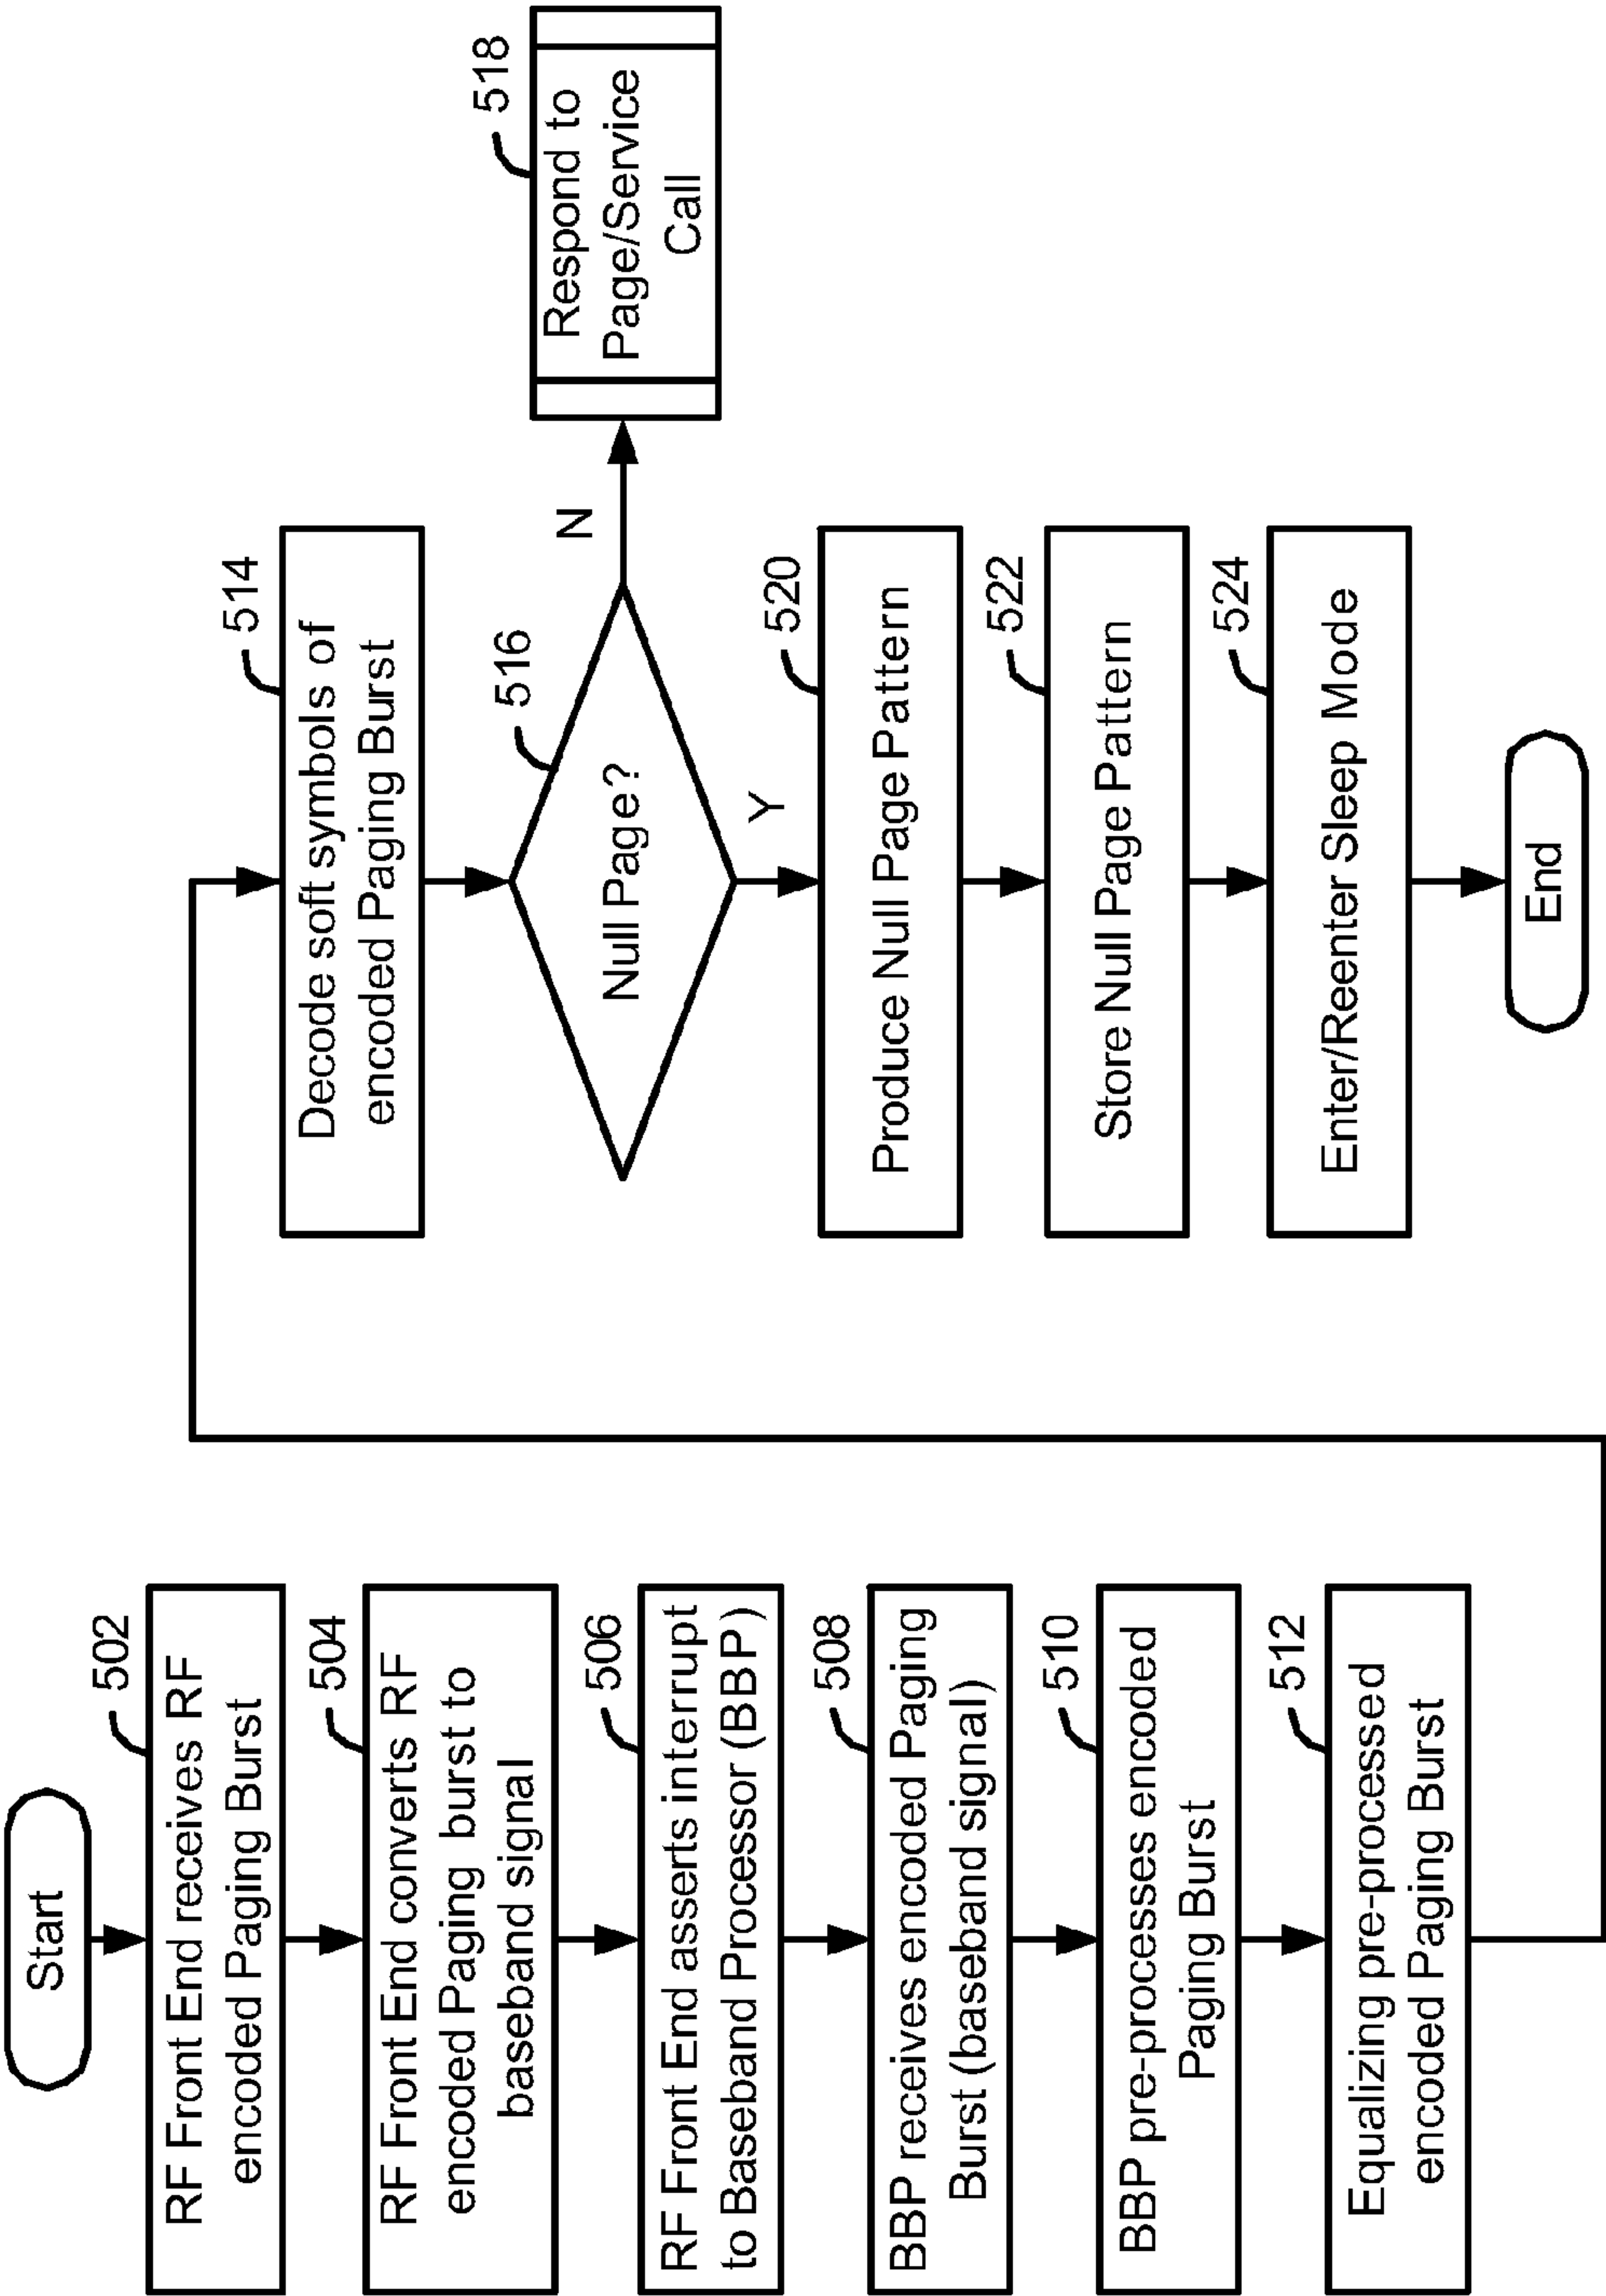 Start
502
RF Front End receives RF
encoded Paging Burst
504
RF Front End converts RF
encoded Paging burst to
baseband signal
506
RF Front End asserts interrupt
to Baseband Processor (BBP)
508
BBP receives encoded Paging
Burst (baseband signal)
510
BBP pre-processes encoded
Paging Burst
512
Equalizing pre-processed
encoded Paging Burst
514
Decode soft symbols of
encoded Paging Burst
516
Null Page?
N
518
Respond to
Page/Service
Call
Y
520
Produce Null Page Pattern
522
Store Null Page Pattern
524
Enter/Reenter Sleep Mode
End